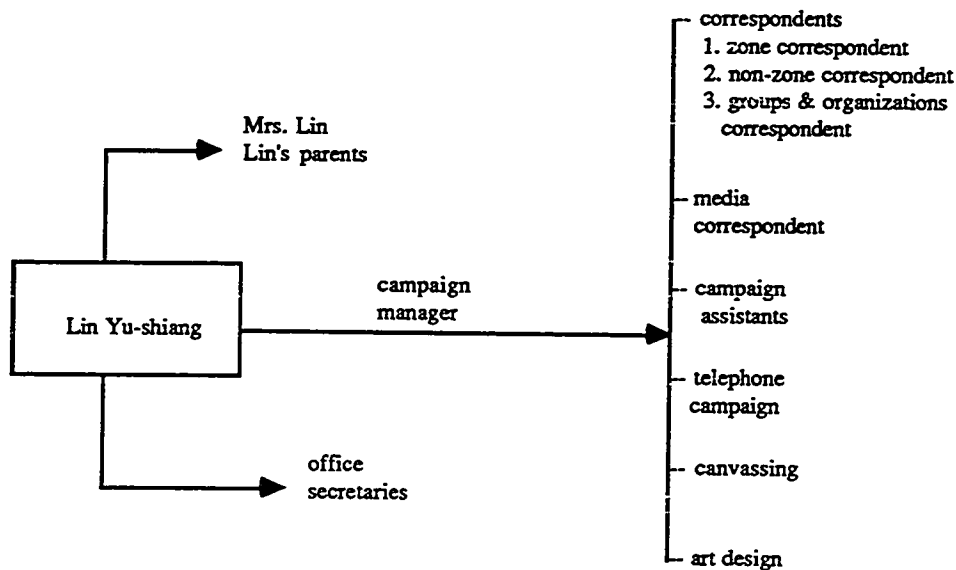 correspondents
1. zone correspondent
2. non-zone correspondent
3. groups & organizations
correspondent
Mrs. Lin
Lin's parents
media
correspondent
campaign
manager
campaign
assistants
Lin Yu-shiang
telephone
campaign
office
secretaries
canvassing
art design